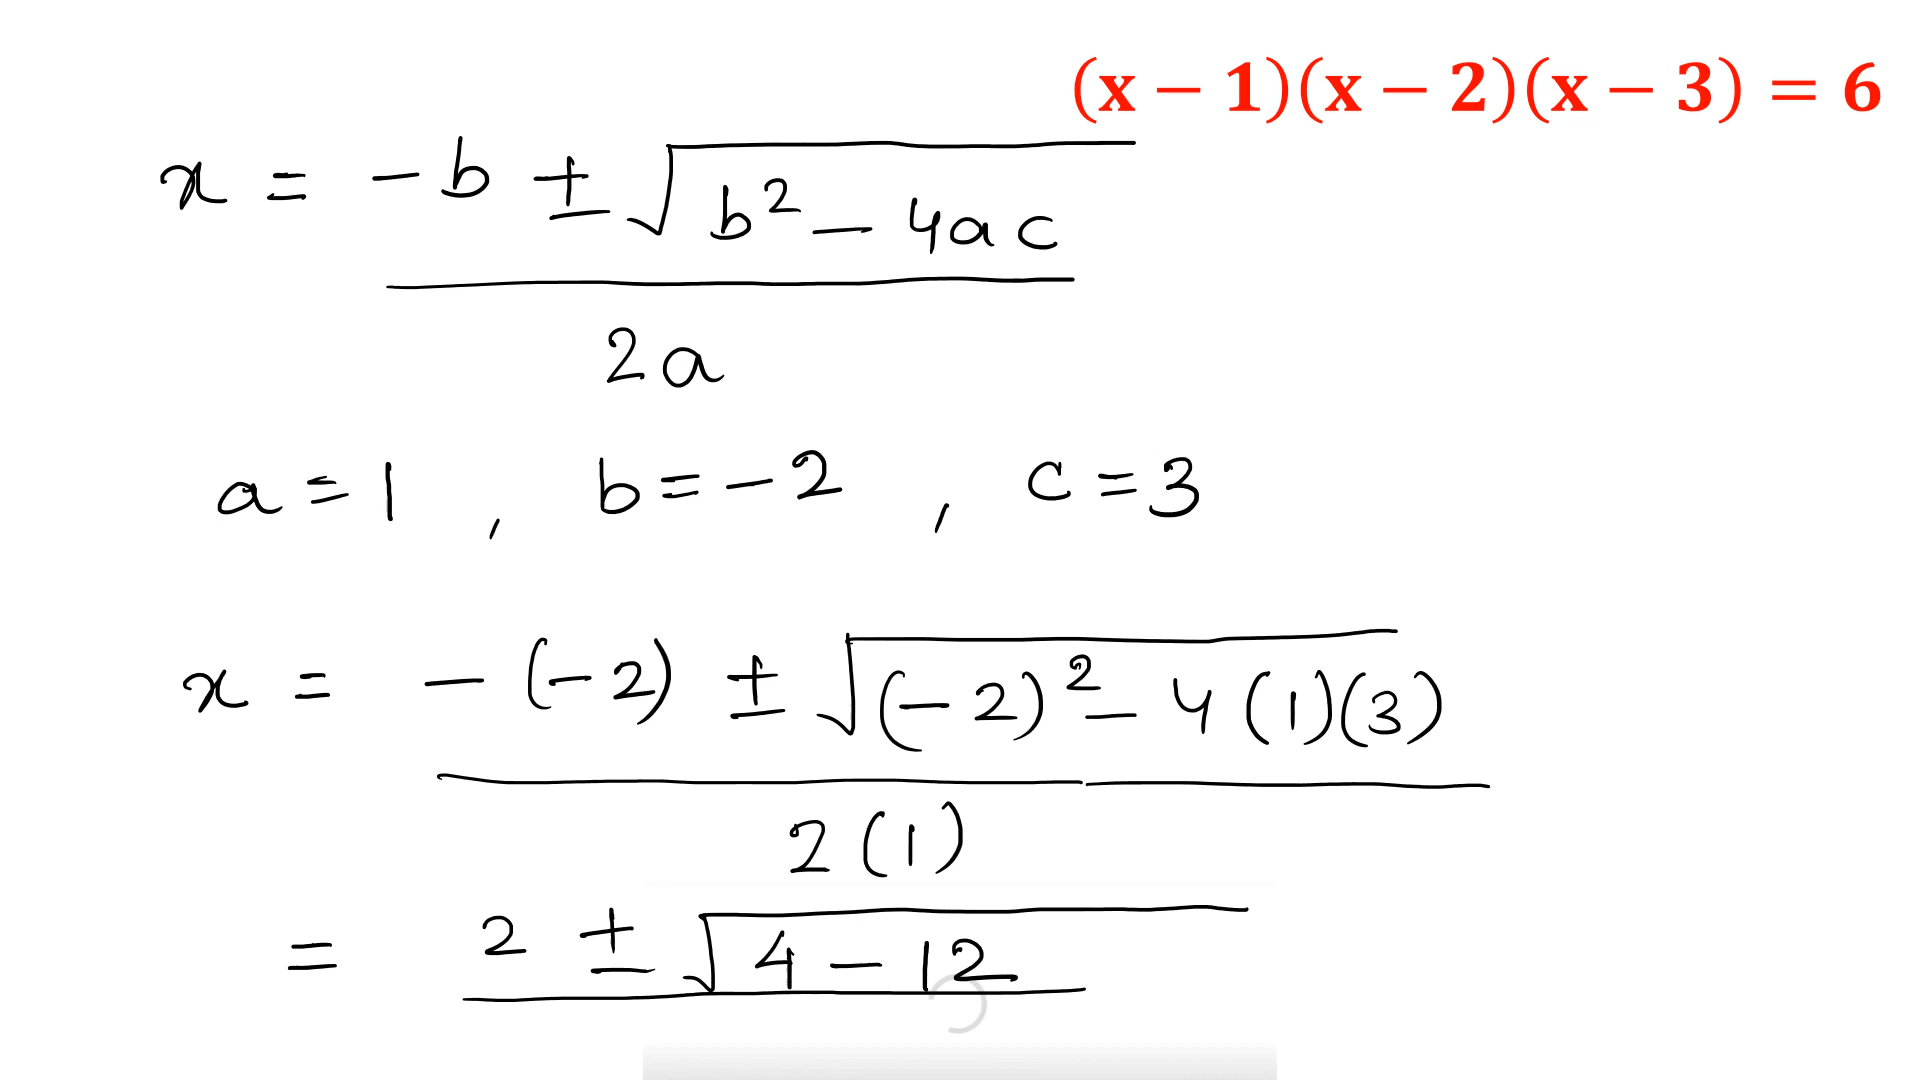 (x − 1)(x − 2)(x − 3) = 6
x = -b ± √(b² - 4ac)
2a
a = 1 , b = -2 , c = 3
x = -(-2) ± √((-2)² - 4(1)(3))
2(1)
= 2 ± √(4 - 12)